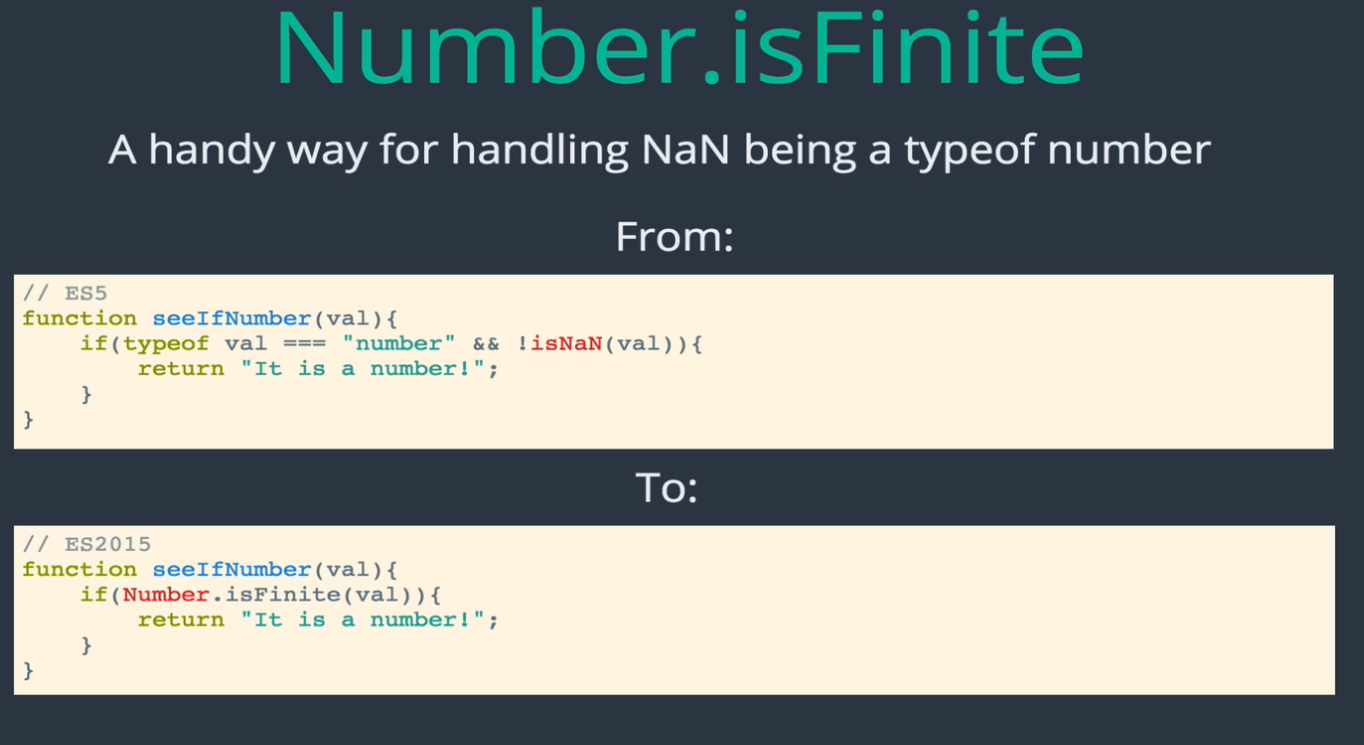 Number.isFinite
A handy way for handling NaN being a typeof number
From:
// ES5
function seeIfNumber(val){
    if(typeof val === "number" && !isNaN(val)){
        return "It is a number!";
    }
}
To:
// ES2015
function seeIfNumber(val){
    if(Number.isFinite(val)){
        return "It is a number!";
    }
}